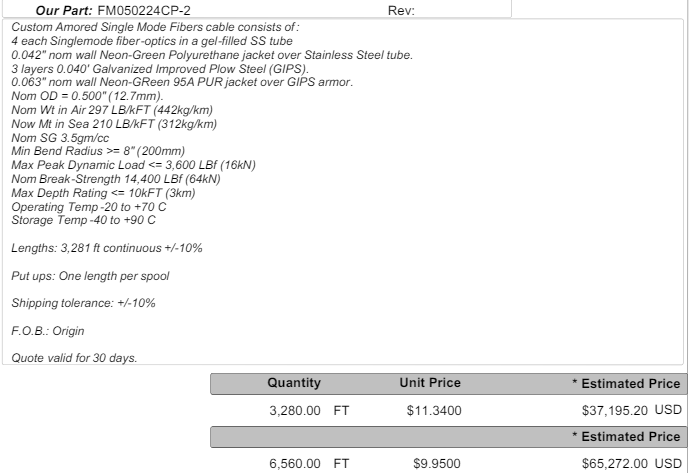 Our Part: FM050224CP-2 Rev:
Custom Amored Single Mode Fibers cable consists of:
4 each Singlemode fiber-optics in a gel-filled SS tube
0.042" nom wall Neon-Green Polyurethane jacket over Stainless Steel tube.
3 layers 0.040' Galvanized Improved Plow Steel (GIPS).
0.063" nom wall Neon-GReen 95A PUR jacket over GIPS armor.
Nom OD = 0.500" (12.7mm).
Nom Wt in Air 297 LB/kFT (442kg/km)
Now Mt in Sea 210 LB/kFT (312kg/km)
Nom SG 3.5gm/cc
Min Bend Radius >= 8" (200mm)
Max Peak Dynamic Load <= 3,600 LBf (16kN)
Nom Break-Strength 14,400 LBf (64kN)
Max Depth Rating <= 10kFT (3km)
Operating Temp -20 to +70 C
Storage Temp -40 to +90 C
Lengths: 3,281 ft continuous +/-10%
Put ups: One length per spool
Shipping tolerance: +/-10%
F.O.B.: Origin
Quote valid for 30 days.
Quantity Unit Price * Estimated Price
3,280.00 FT $11.3400 $37,195.20 USD
* Estimated Price
6,560.00 FT $9.9500 $65,272.00 USD